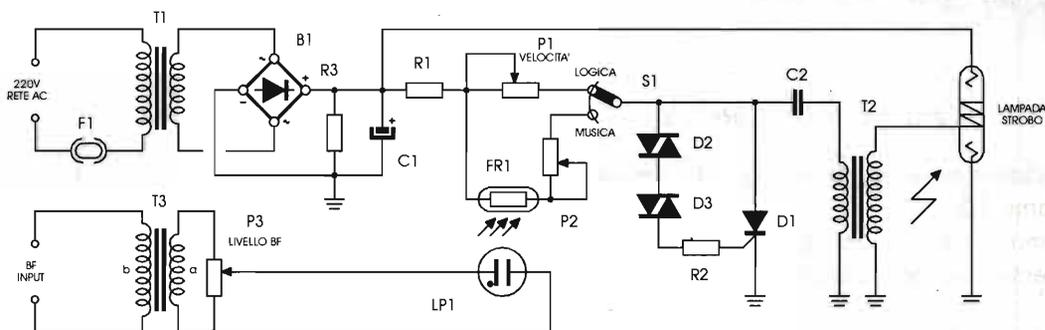 T1
B1
220V
RETE AC
F1
R3
C1
R1
P1
VELOCITA'
LOGICA
S1
MUSICA
FR1
P2
D2
D3
R2
D1
C2
T2
LAMPADA
STROBO
T3
BF
INPUT
b
a
P3
LIVELLO BF
LP1